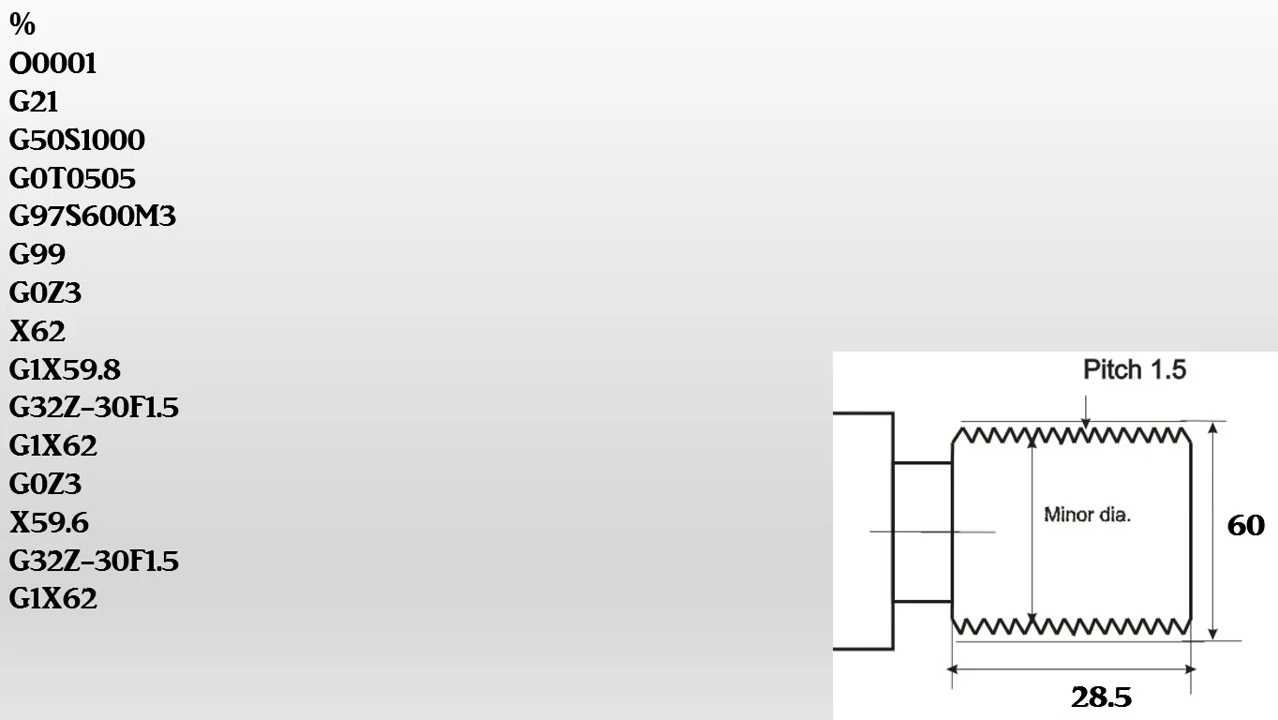 %
O0001
G21
G50S1000
G0T0505
G97S600M3
G99
G0Z3
X62
G1X59.8
G32Z-30F1.5
G1X62
G0Z3
X59.6
G32Z-30F1.5
G1X62
Pitch 1.5
Minor dia.
60
28.5